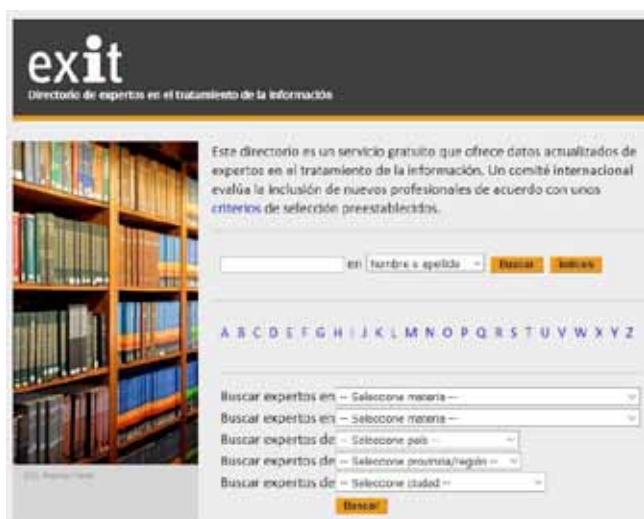 exit
Directorio de expertos en el tratamiento de la información
Este directorio es un servicio gratuito que ofrece datos actualizados de
expertos en el tratamiento de la información. Un comité internacional
evalúa la inclusión de nuevos profesionales de acuerdo con unos
criterios de selección preestablecidos.
en Nombre o apellido Buscar Índices
A B C D E F G H I J K L M N O P Q R S T U V W X Y Z
Buscar expertos en -- Seleccione materia --
Buscar expertos en -- Seleccione materia --
Buscar expertos de -- Seleccione país --
Buscar expertos de -- Seleccione provincia/región --
Buscar expertos de -- Seleccione ciudad --
Buscar